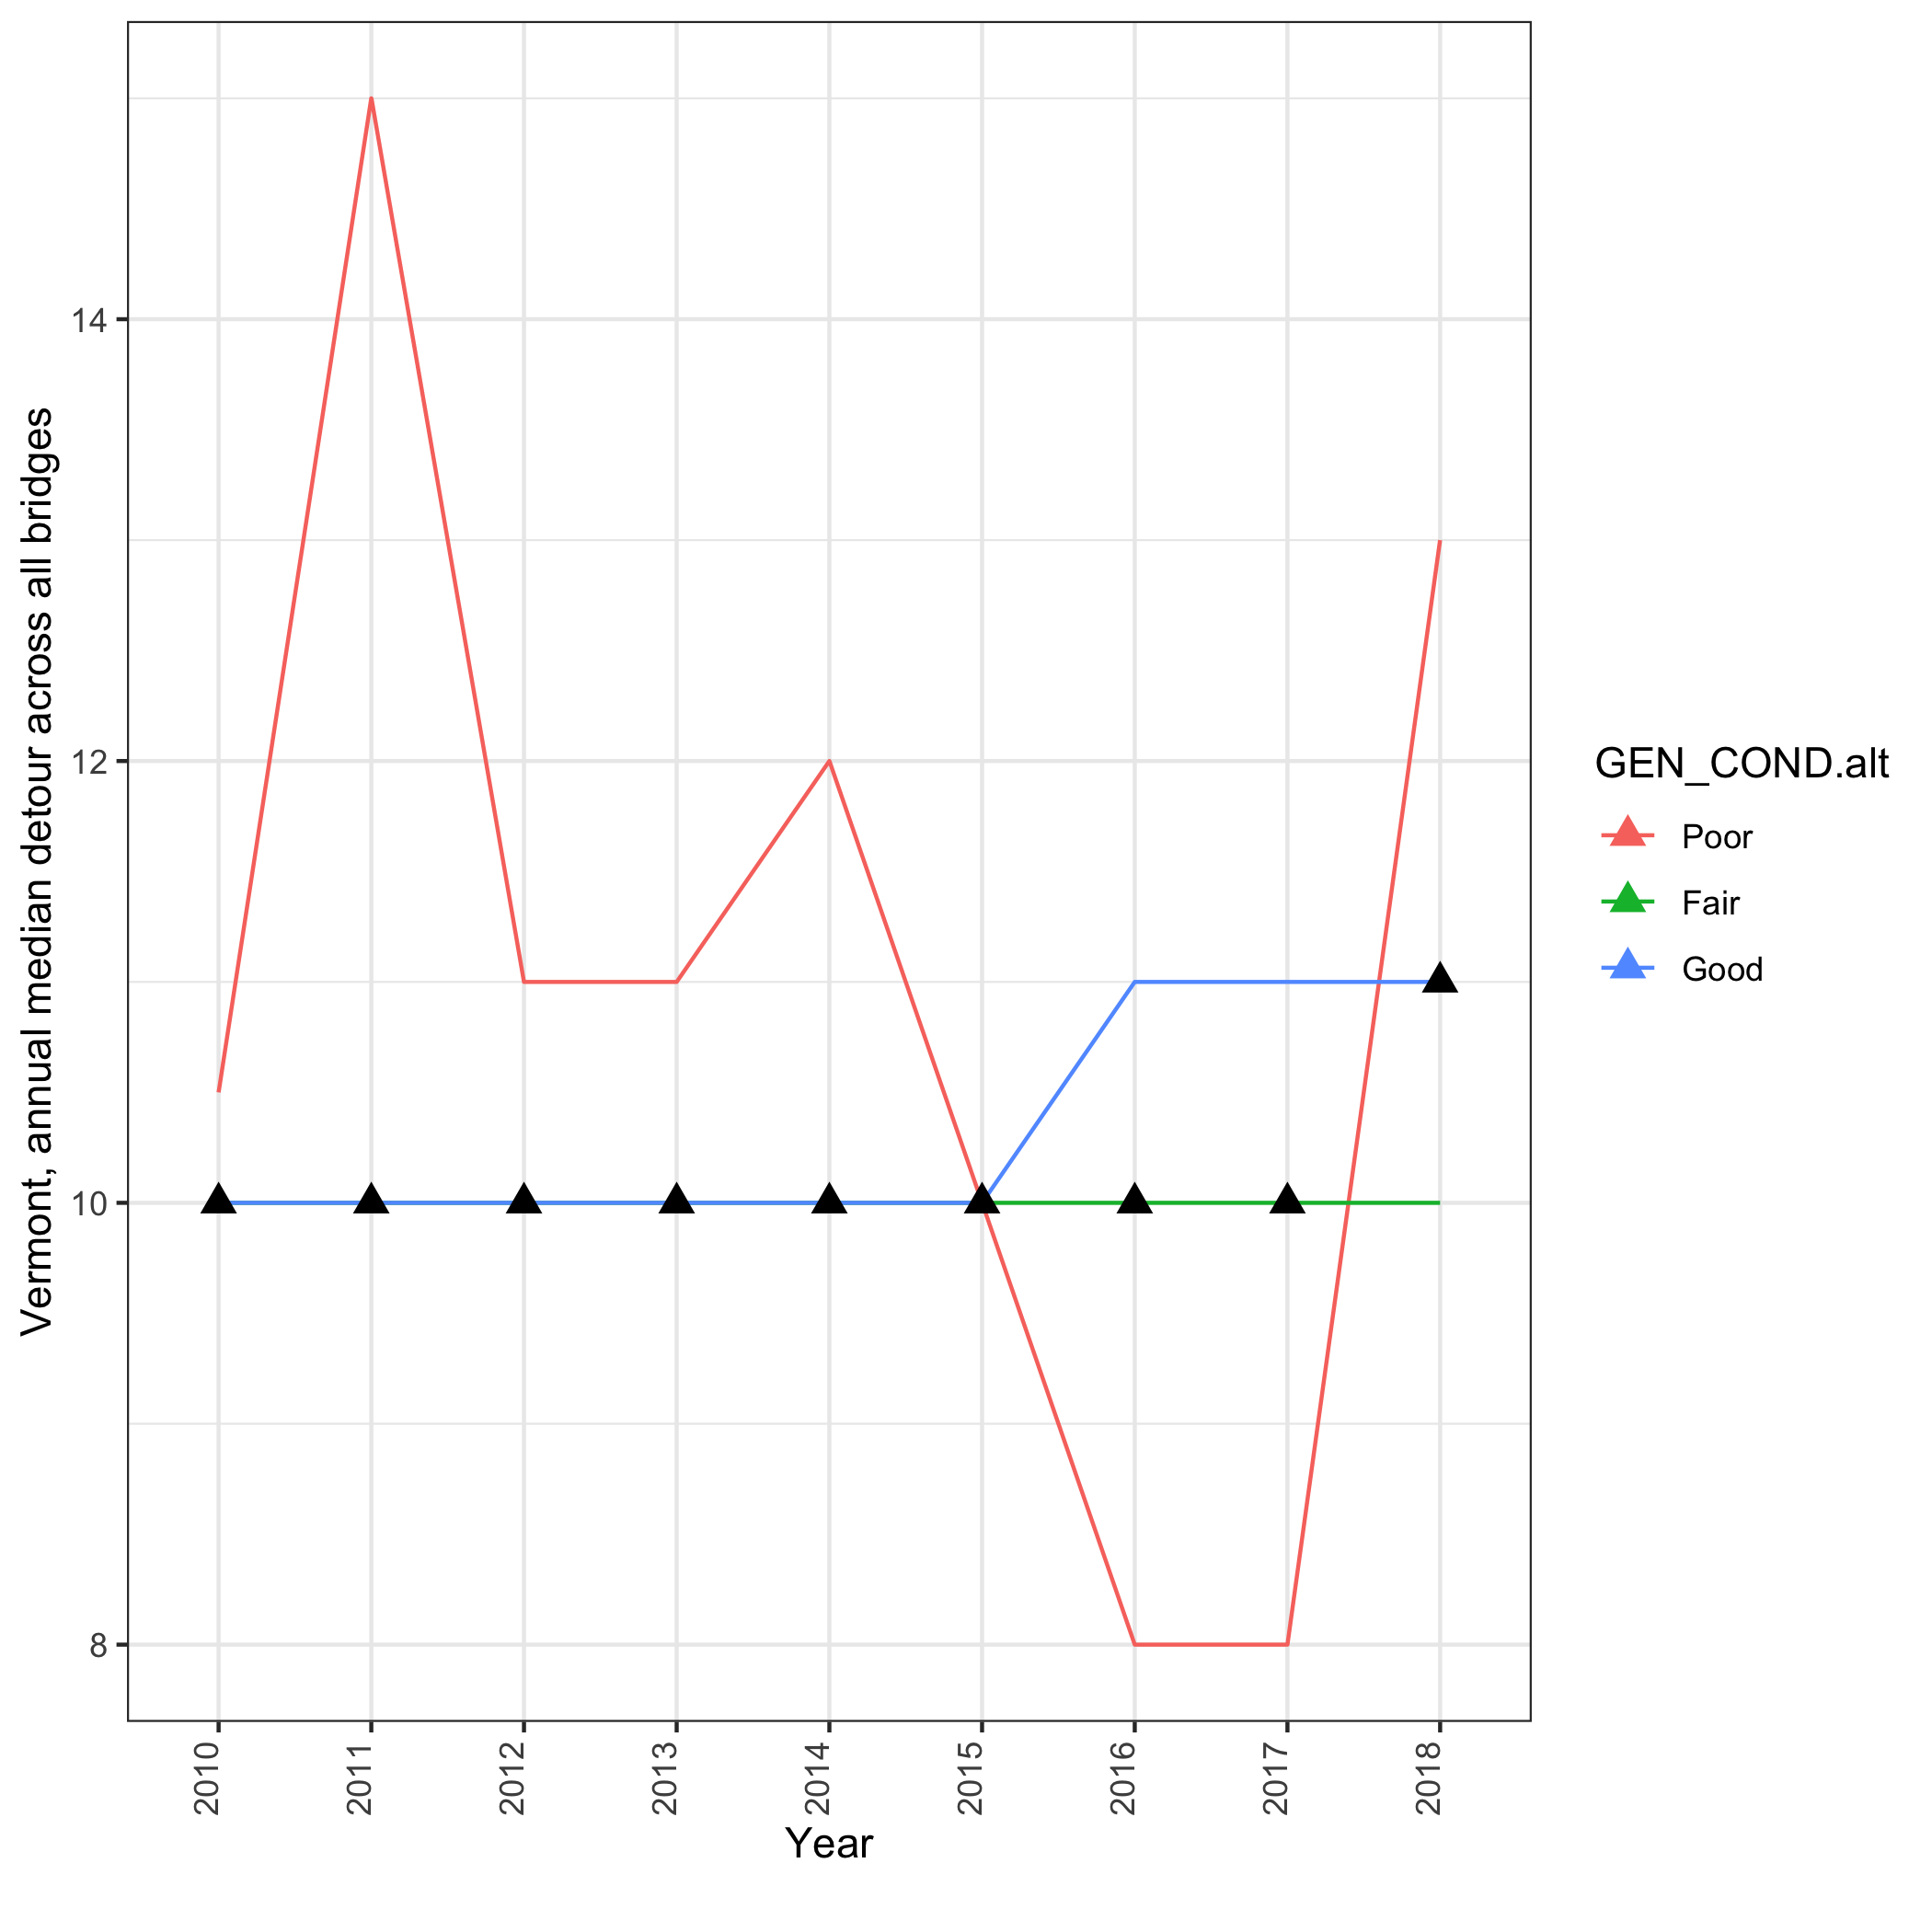 Vermont, annual median detour across all bridges
14
12
10
8
2010
2011
2012
2013
2014
2015
2016
2017
2018
Year
GEN_COND.alt
Poor
Fair
Good